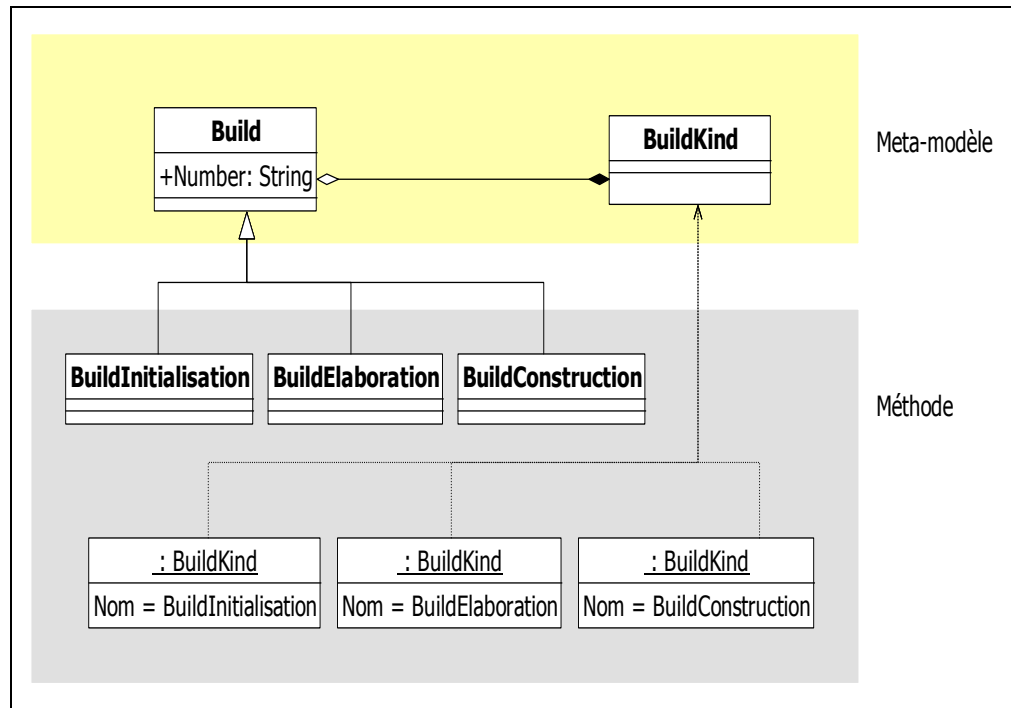 Build
+Number: String
BuildKind
Meta-modèle
BuildInitialisation
BuildElaboration
BuildConstruction
Méthode
: BuildKind
Nom = BuildInitialisation
: BuildKind
Nom = BuildElaboration
: BuildKind
Nom = BuildConstruction